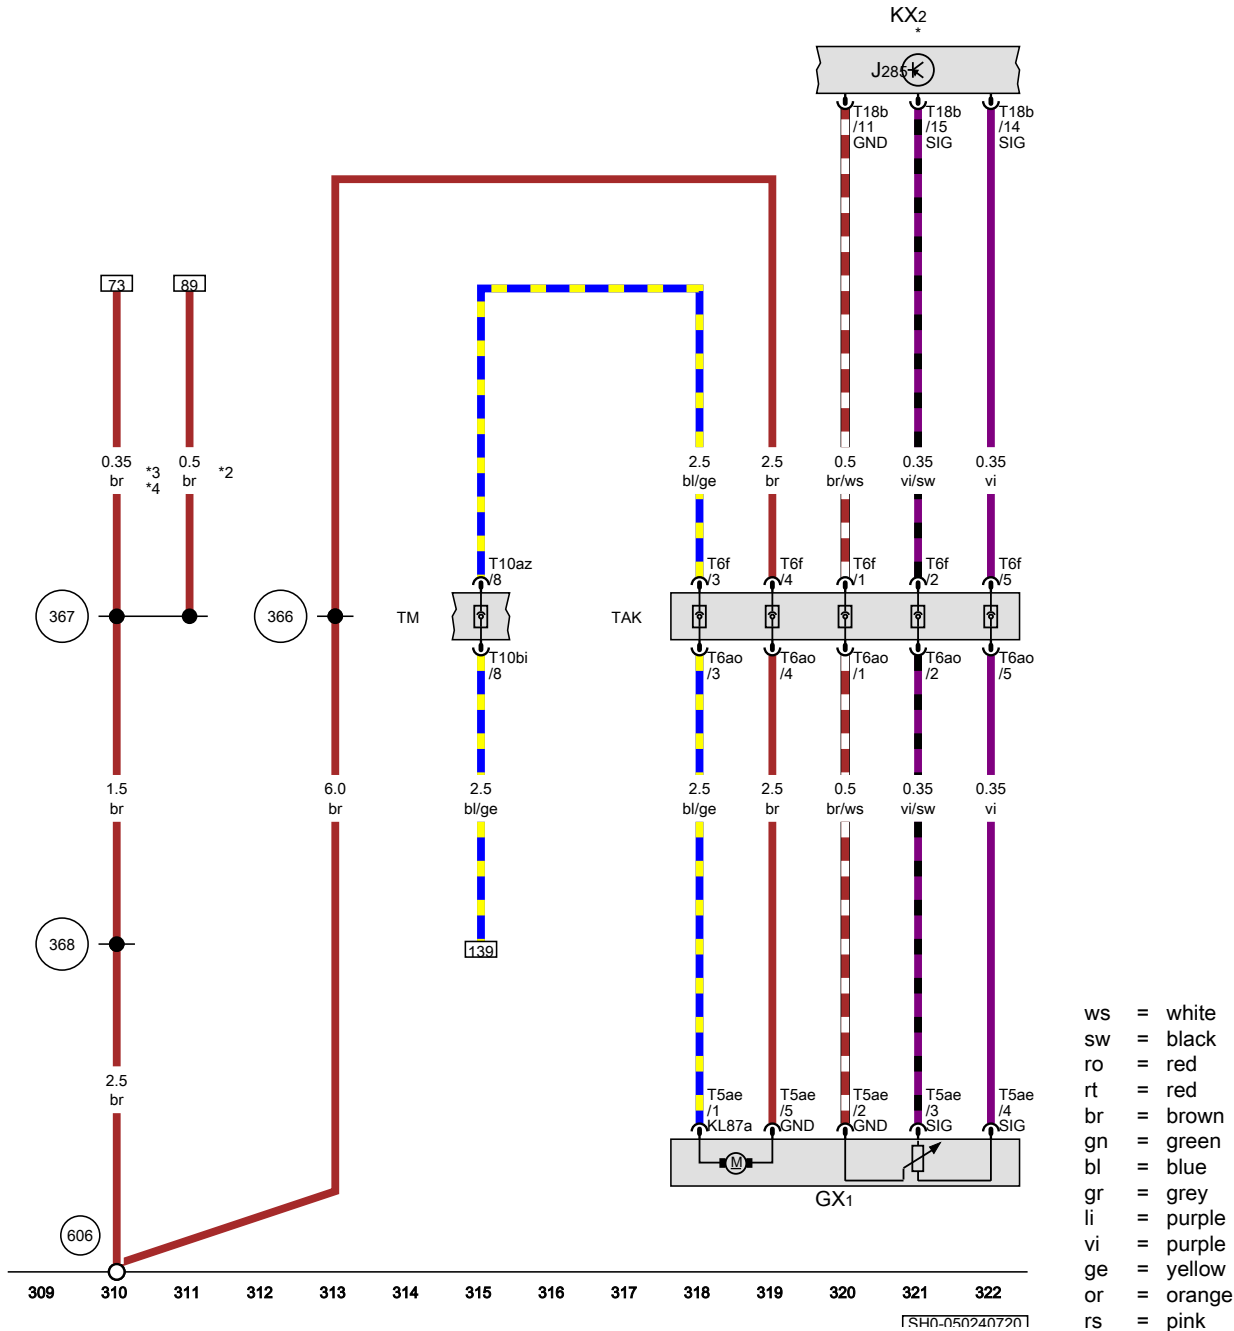 KX2
*
J285
T18b
/11
GND
T18b
/15
SIG
T18b
/14
SIG
73
89
0.35
br
*3
*4
0.5
br
*2
2.5
bl/ge
2.5
br
0.5
br/ws
0.35
vi/sw
0.35
vi
T10az
/8
T6f
/3
T6f
/4
T6f
/1
T6f
/2
T6f
/5
367
366
TM
TAK
T10bi
/8
T6ao
/3
T6ao
/4
T6ao
/1
T6ao
/2
T6ao
/5
1.5
br
6.0
br
2.5
bl/ge
2.5
bl/ge
2.5
br
0.5
br/ws
0.35
vi/sw
0.35
vi
368
139
2.5
br
T5ae
/1
KL87a
T5ae
/5
GND
T5ae
/2
GND
T5ae
/3
SIG
T5ae
/4
SIG
M
GX1
606
309 310 311 312 313 314 315 316 317 318 319 320 321 322
SH0-050240720
ws = white
sw = black
ro = red
rt = red
br = brown
gn = green
bl = blue
gr = grey
li = purple
vi = purple
ge = yellow
or = orange
rs = pink